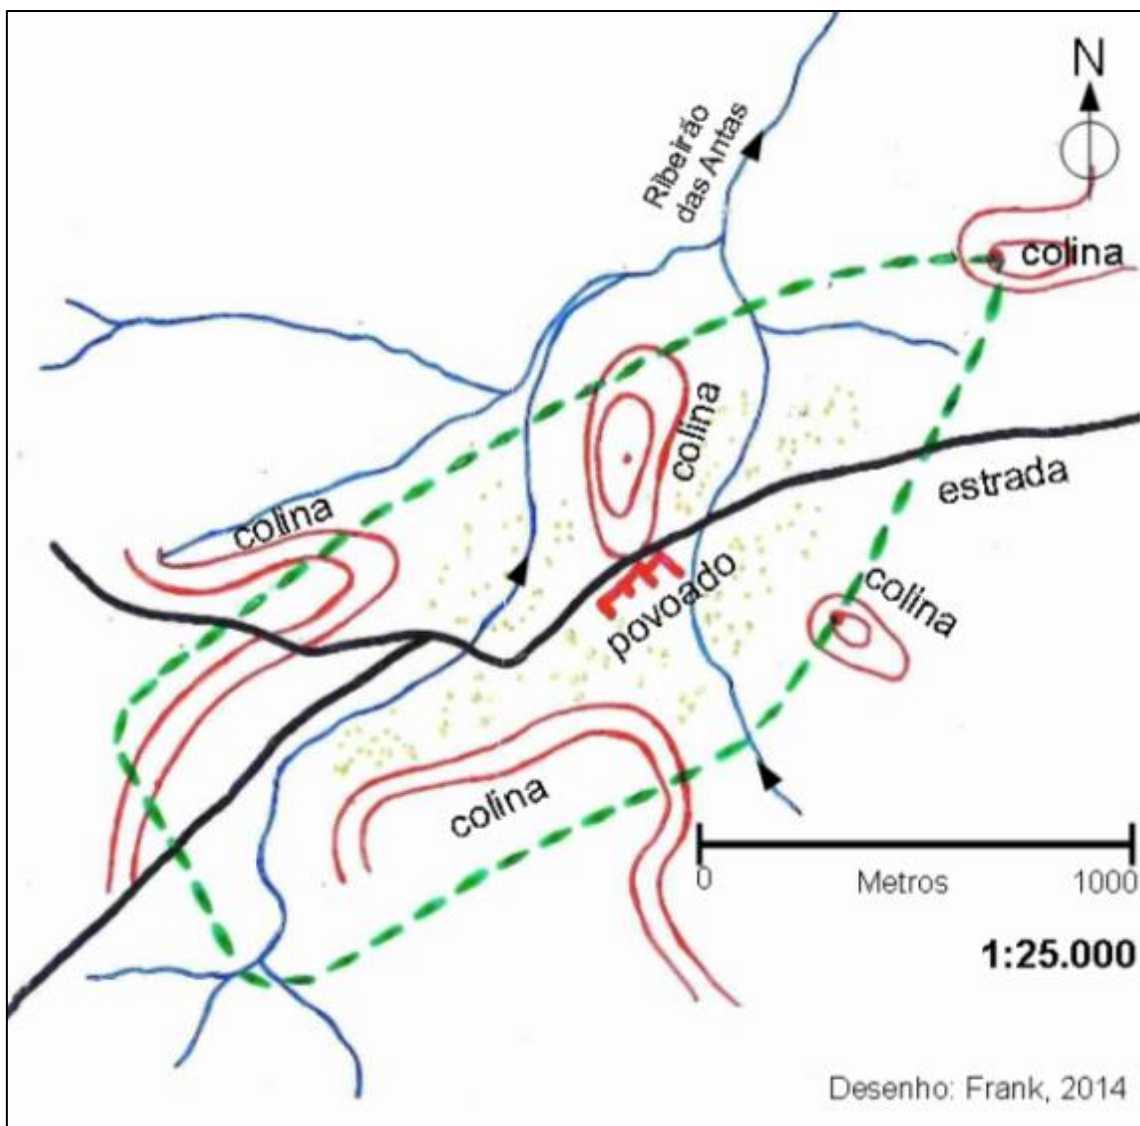 N
Ribeirão
das Antas
colina
colina
estrada
colina
colina
povoado
colina
0 Metros 1000
1:25.000
Desenho: Frank, 2014